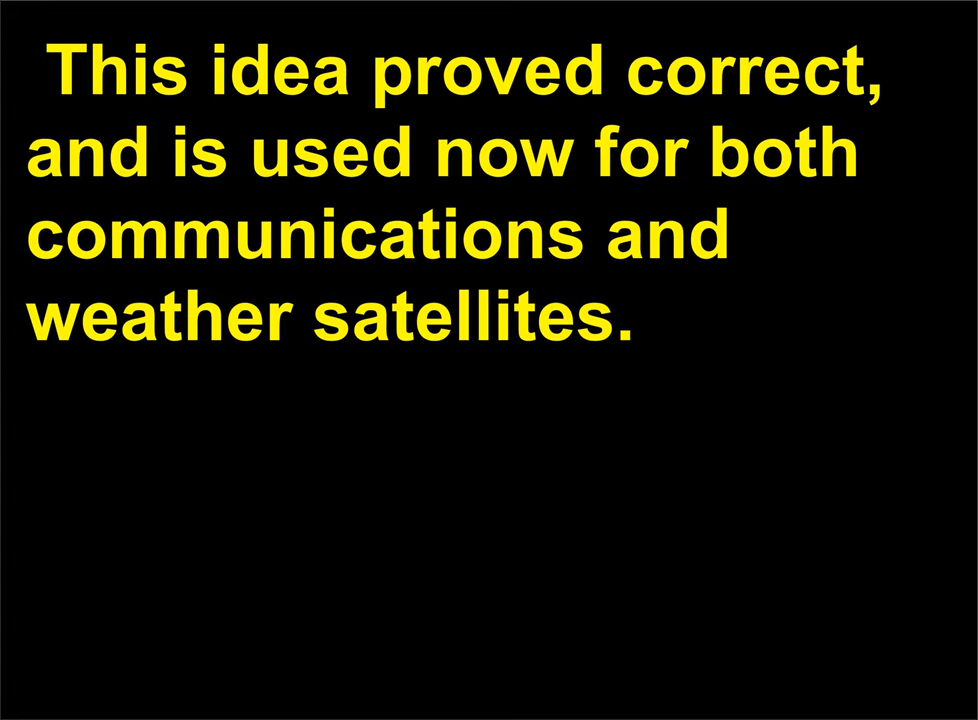 This idea proved correct,
and is used now for both
communications and
weather satellites.